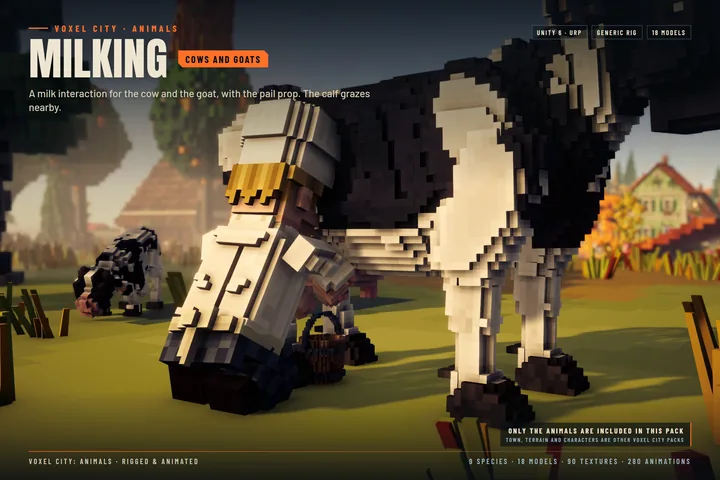 VOXEL CITY · ANIMALS
MILKING
COWS AND GOATS
A milk interaction for the cow and the goat, with the pail prop. The calf grazes
nearby.
UNITY 6 · URP
GENERIC RIG
18 MODELS
ONLY THE ANIMALS ARE INCLUDED IN THIS PACK
TOWN, TERRAIN AND CHARACTERS ARE OTHER VOXEL CITY PACKS
VOXEL CITY: ANIMALS · RIGGED & ANIMATED
9 SPECIES · 18 MODELS · 90 TEXTURES · 280 ANIMATIONS